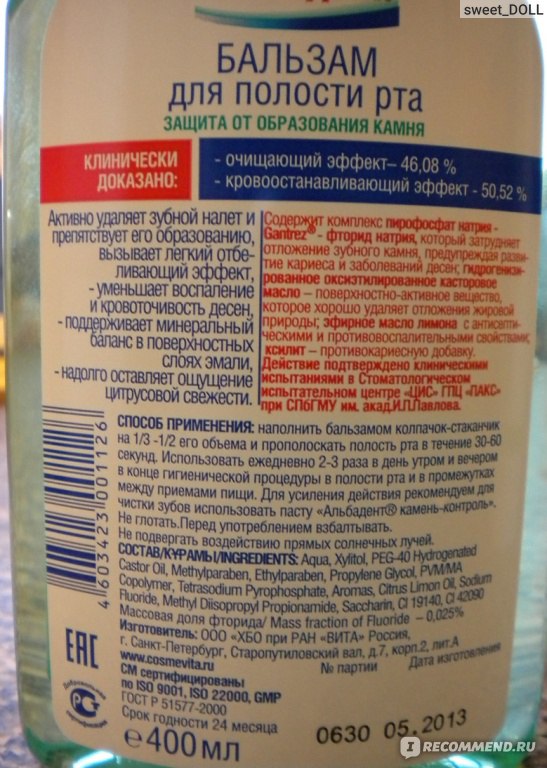 sweet_DOLL
БАЛЬЗАМ
для полости рта
ЗАЩИТА ОТ ОБРАЗОВАНИЯ КАМНЯ
КЛИНИЧЕСКИ
ДОКАЗАНО:
- очищающий эффект– 46,08 %
- кровоостанавливающий эффект - 50,52 %
Активно удаляет зубной налет и
препятствует его образованию,
вызывает легкий отбе-
ливающий эффект,
- уменьшает воспаление
и кровоточивость десен,
- поддерживает минеральный
баланс в поверхностных
слоях эмали,
- надолго оставляет ощущение
цитрусовой свежести.
Содержит комплекс пирофосфат натрия -
Gantrez® - фторид натрия, который затрудняет
отложение зубного камня, предупреждая разви-
тие кариеса и заболеваний десен; гидрогенизи-
рованное оксиэтилированное касторовое
масло – поверхностно-активное вещество,
которое хорошо удаляет отложения жировой
природы; эфирное масло лимона с антисепти-
ческими и противовоспалительными свойствами;
ксилит – противокариесную добавку.
Действие подтверждено клиническими
испытаниями в Стоматологическом
испытательном центре «ЦИС» ГПЦ «ПАКС»
при СПбГМУ им. акад.И.П.Павлова.
СПОСОБ ПРИМЕНЕНИЯ: наполнить бальзамом колпачок-стаканчик
на 1/3 -1/2 его объема и прополоскать полость рта в течение 30-60
секунд. Использовать ежедневно 2-3 раза в день утром и вечером
в конце гигиенической процедуры в полости рта и в промежутках
между приемами пищи. Для усиления действия рекомендуем для
чистки зубов использовать пасту «Альбадент® камень-контроль».
Не глотать.Перед употреблением взбалтывать.
Не подвергать воздействию прямых солнечных лучей.
СОСТАВ/ҚҰРАМЫ/INGREDIENTS: Aqua, Xylitol, PEG-40 Hydrogenated
Castor Oil, Methylparaben, Ethylparaben, Propylene Glycol, PVM/MA
Copolymer, Tetrasodium Pyrophosphate, Aromas, Citrus Limon Oil, Sodium
Fluoride, Methyl Diisopropyl Propionamide, Saccharin, CI 19140, CI 42090
Массовая доля фторида/ Mass fraction of Fluoride – 0,025%
Изготовитель: ООО «ХБО при РАН «ВИТА» Россия,
г. Санкт-Петербург, Старопутиловский вал, д.7, корп.2, лит.А
www.cosmevita.ru
№ партии
Дата изготовления
СМ сертифицированы
по ISO 9001, ISO 22000, GMP
ГОСТ Р 51577-2000
Срок годности 24 месяца
0630 05.2013
℮400мл
4 603423 001126
ЕАС
Добровольная
сертификация
I RECOMMEND.RU